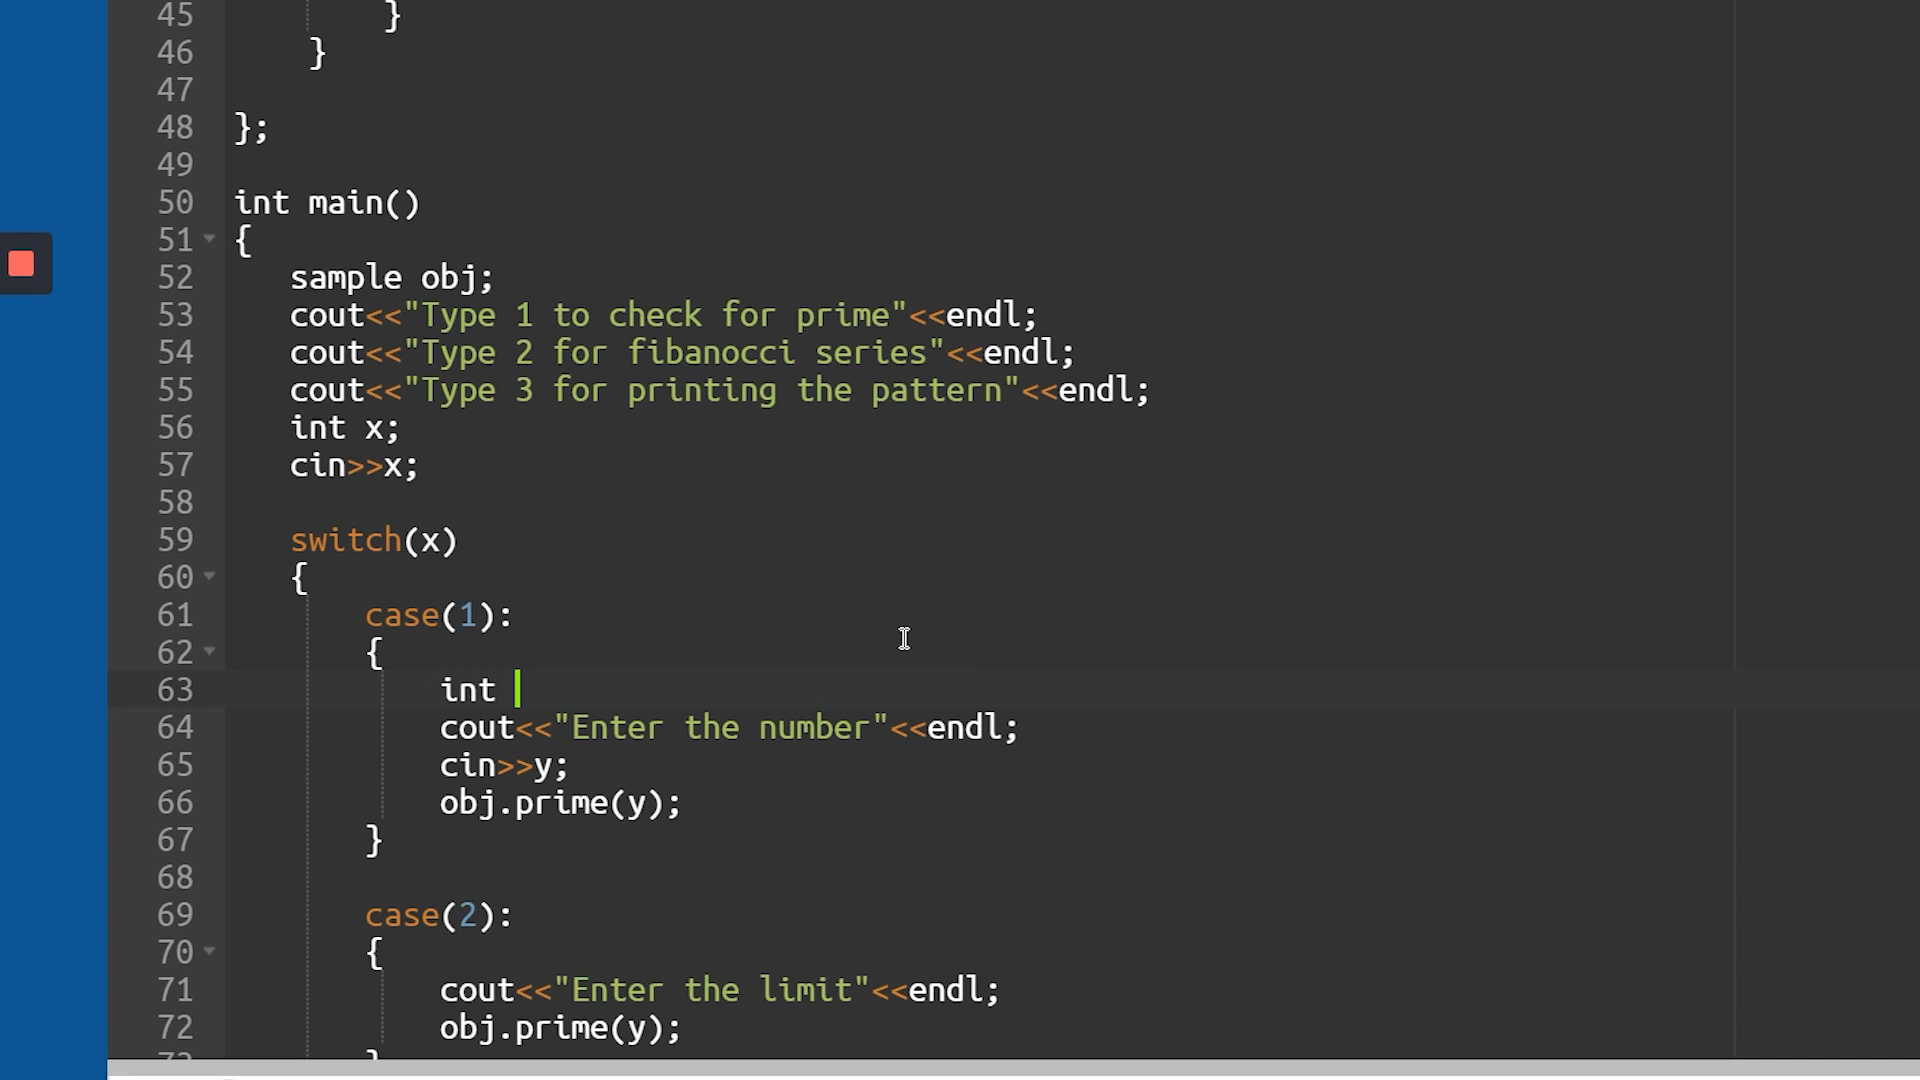 45 }
46 }
47
48 };
49
50 int main()
51 {
52 sample obj;
53 cout<<"Type 1 to check for prime"<<endl;
54 cout<<"Type 2 for fibanocci series"<<endl;
55 cout<<"Type 3 for printing the pattern"<<endl;
56 int x;
57 cin>>x;
58
59 switch(x)
60 {
61 case(1):
62 {
63 int
64 cout<<"Enter the number"<<endl;
65 cin>>y;
66 obj.prime(y);
67 }
68
69 case(2):
70 {
71 cout<<"Enter the limit"<<endl;
72 obj.prime(y);